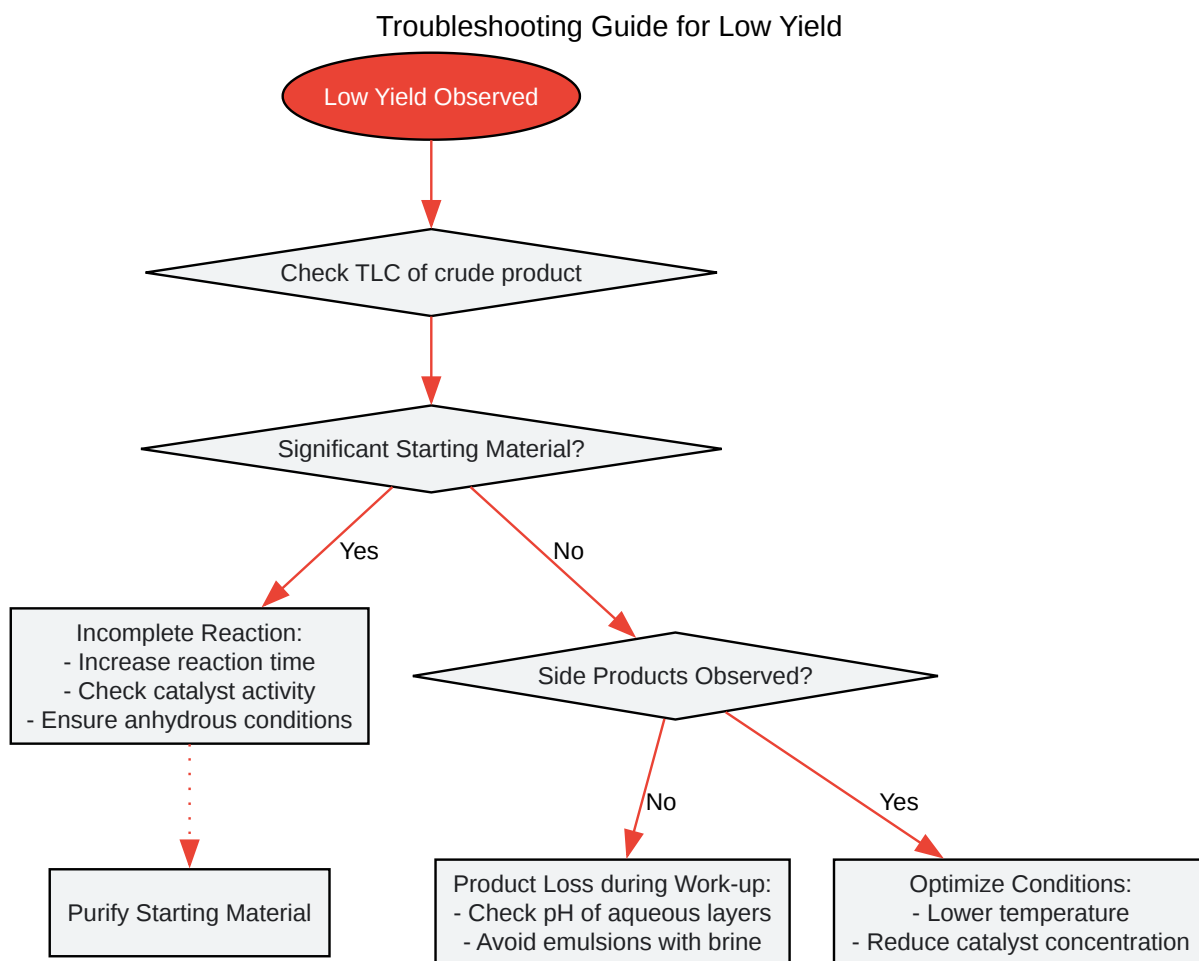 Troubleshooting Guide for Low Yield
Low Yield Observed
Check TLC of crude product
Significant Starting Material?
Yes
No
Incomplete Reaction:
- Increase reaction time
- Check catalyst activity
- Ensure anhydrous conditions
Side Products Observed?
No
Yes
Purify Starting Material
Product Loss during Work-up:
- Check pH of aqueous layers
- Avoid emulsions with brine
Optimize Conditions:
- Lower temperature
- Reduce catalyst concentration